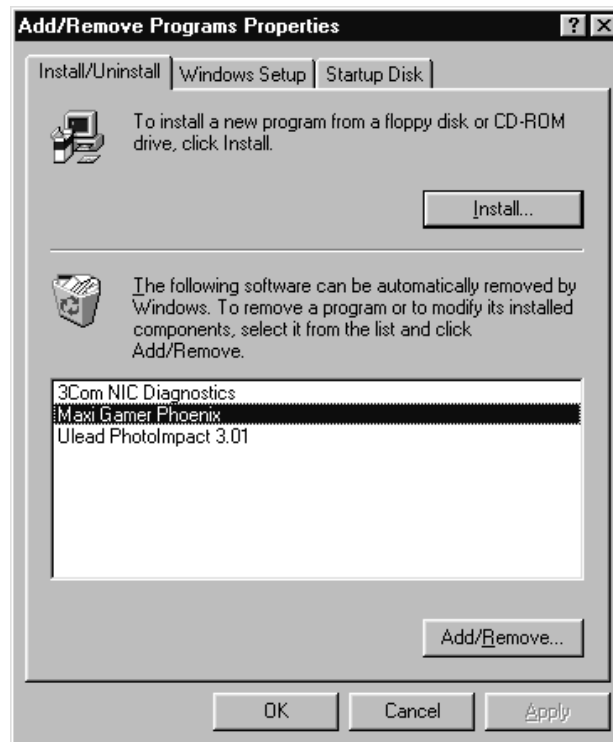 Add/Remove Programs Properties
Install/Uninstall Windows Setup Startup Disk
To install a new program from a floppy disk or CD-ROM
drive, click Install.
Install...
The following software can be automatically removed by
Windows. To remove a program or to modify its installed
components, select it from the list and click
Add/Remove.
3Com NIC Diagnostics
Maxi Gamer Phoenix
Ulead PhotoImpact 3.01
Add/Remove...
OK Cancel Apply